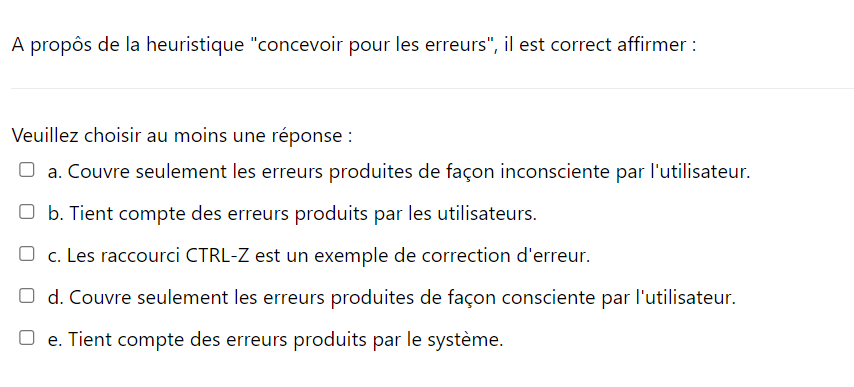 A propôs de la heuristique "concevoir pour les erreurs", il est correct affirmer :
Veuillez choisir au moins une réponse :
a. Couvre seulement les erreurs produites de façon inconsciente par l'utilisateur.
b. Tient compte des erreurs produits par les utilisateurs.
c. Les raccourci CTRL-Z est un exemple de correction d'erreur.
d. Couvre seulement les erreurs produites de façon consciente par l'utilisateur.
e. Tient compte des erreurs produits par le système.